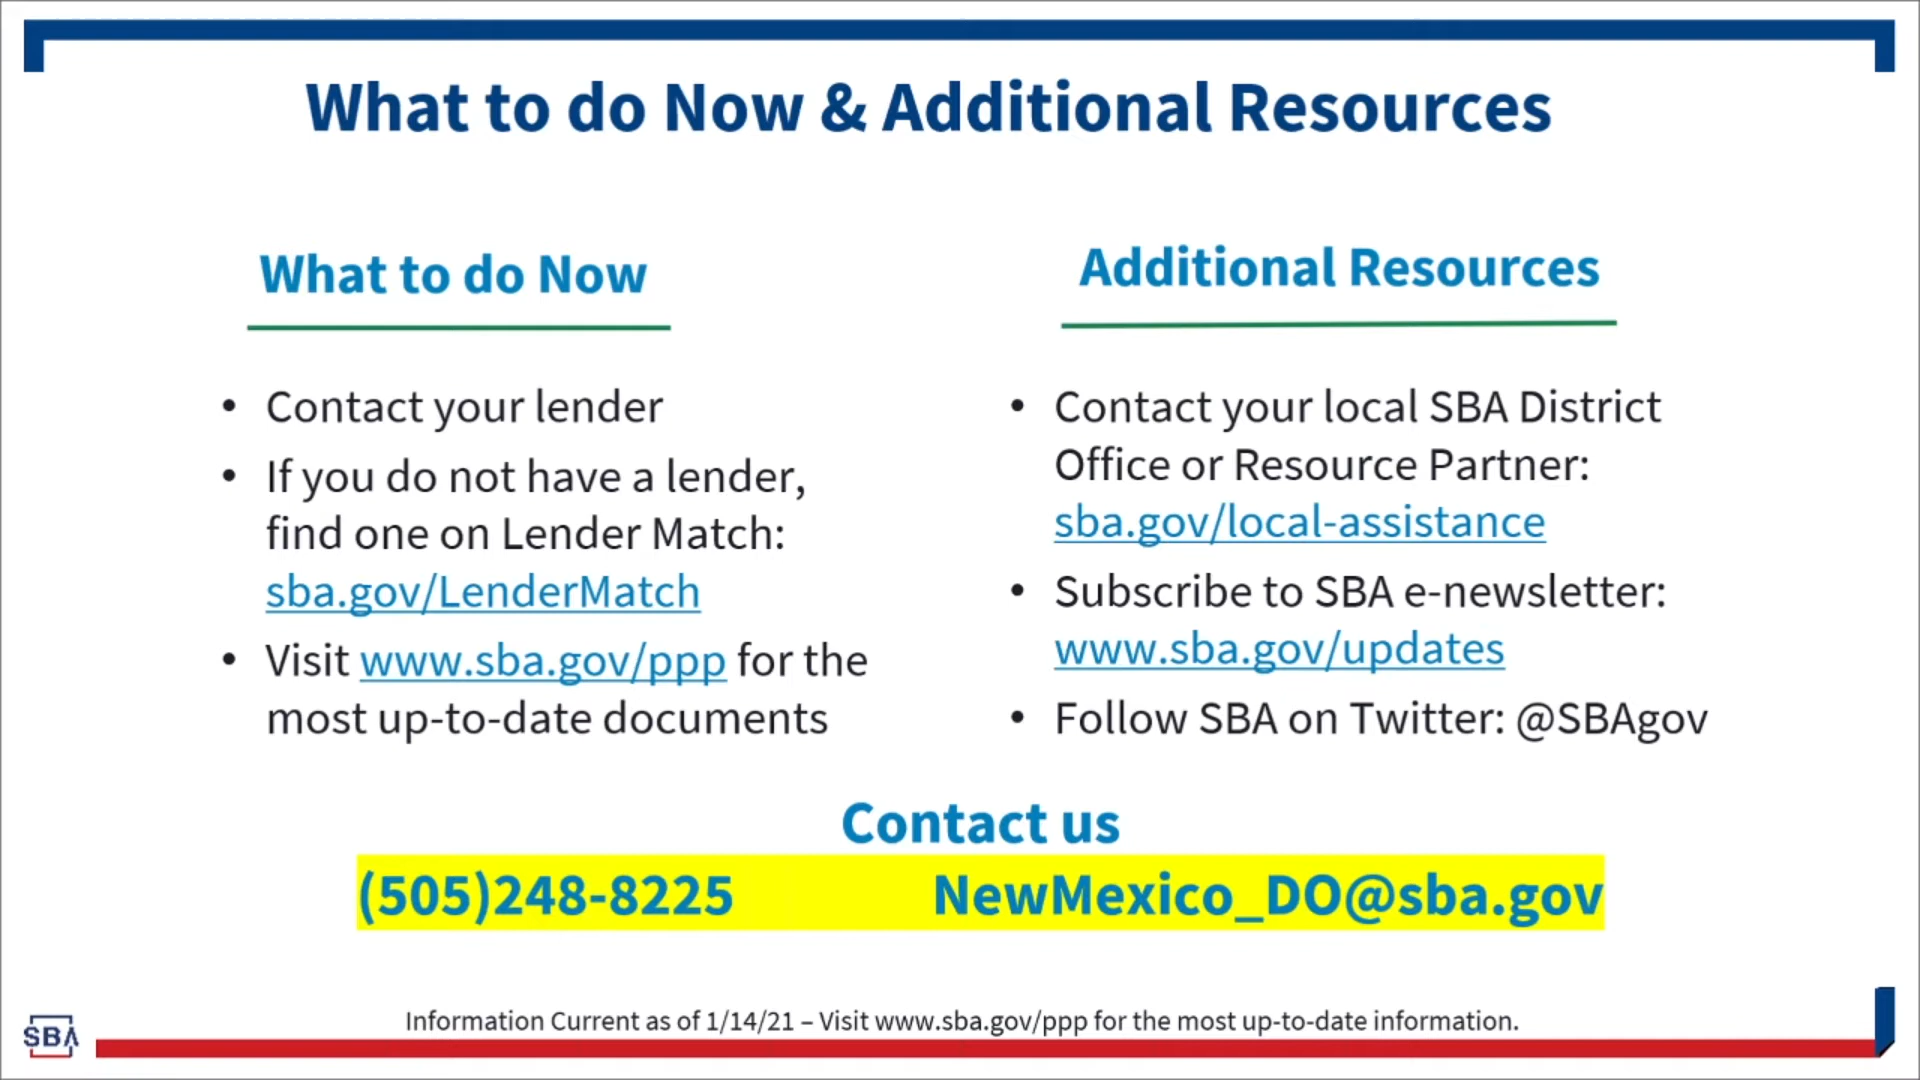 What to do Now & Additional Resources
What to do Now
• Contact your lender
• If you do not have a lender,
find one on Lender Match:
sba.gov/LenderMatch
• Visit www.sba.gov/ppp for the
most up-to-date documents
Additional Resources
• Contact your local SBA District
Office or Resource Partner:
sba.gov/local-assistance
• Subscribe to SBA e-newsletter:
www.sba.gov/updates
• Follow SBA on Twitter: @SBAgov
Contact us
(505)248-8225 NewMexico_DO@sba.gov
Information Current as of 1/14/21 – Visit www.sba.gov/ppp for the most up-to-date information.
SBA